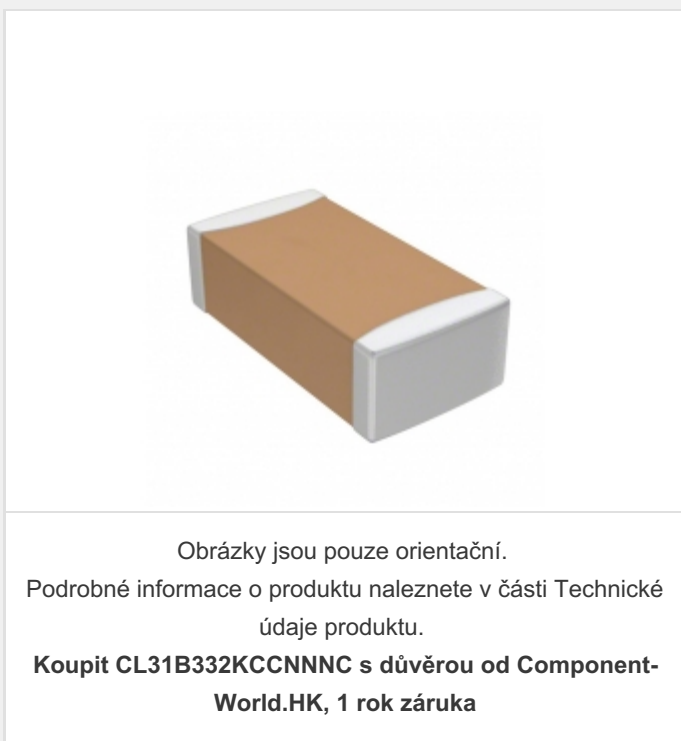 Obrázky jsou pouze orientační.
Podrobné informace o produktu naleznete v části Technické
údaje produktu.
Koupit CL31B332KCCNNNC s důvěrou od Component-
World.HK, 1 rok záruka